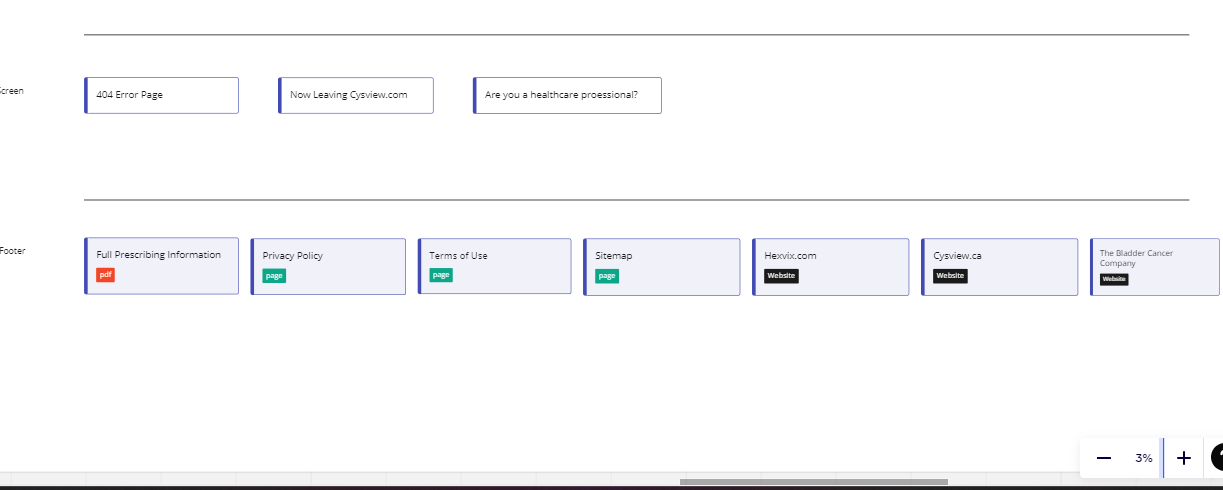 creen
404 Error Page
Now Leaving Cysview.com
Are you a healthcare proessional?
Footer
Full Prescribing Information
pdf
Privacy Policy
page
Terms of Use
page
Sitemap
page
Hexvix.com
Website
Cysview.ca
Website
The Bladder Cancer
Company
Website
3%